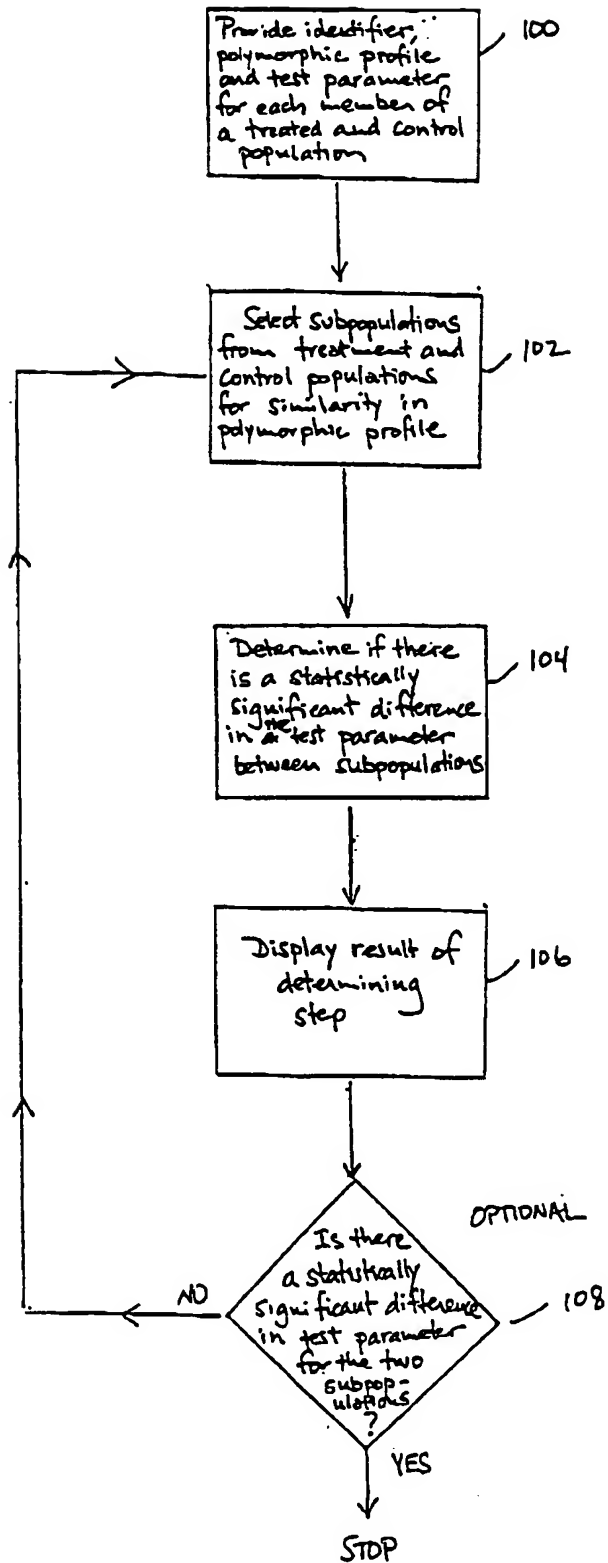 Provide identifier,
polymorphic profile
and test parameter
for each member of
a treated and control
population
100
Select subpopulations
from treatment and
control populations
for similarity in
polymorphic profile
102
Determine if there
is a statistically
significant difference
in the test parameter
between subpopulations
104
Display result of
determining
step
106
OPTIONAL
Is there
a statistically
significant difference
in test parameter
for the two
subpop-
ulations
?
108
NO
YES
STOP